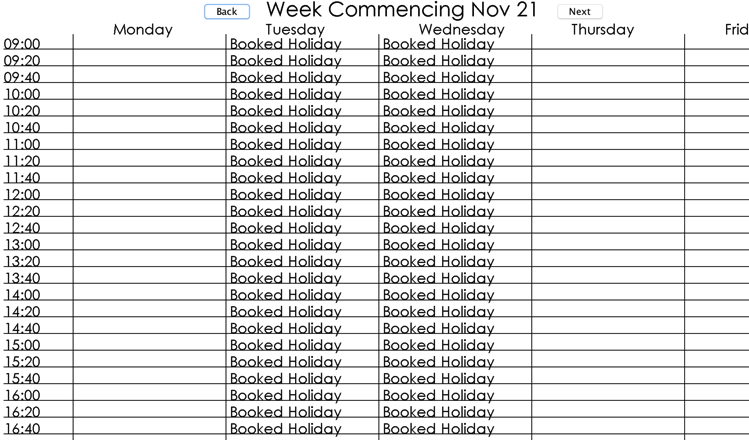 Back Week Commencing Nov 21 Next
Monday Tuesday Wednesday Thursday Frid
09:00 Booked Holiday Booked Holiday
09:20 Booked Holiday Booked Holiday
09:40 Booked Holiday Booked Holiday
10:00 Booked Holiday Booked Holiday
10:20 Booked Holiday Booked Holiday
10:40 Booked Holiday Booked Holiday
11:00 Booked Holiday Booked Holiday
11:20 Booked Holiday Booked Holiday
11:40 Booked Holiday Booked Holiday
12:00 Booked Holiday Booked Holiday
12:20 Booked Holiday Booked Holiday
12:40 Booked Holiday Booked Holiday
13:00 Booked Holiday Booked Holiday
13:20 Booked Holiday Booked Holiday
13:40 Booked Holiday Booked Holiday
14:00 Booked Holiday Booked Holiday
14:20 Booked Holiday Booked Holiday
14:40 Booked Holiday Booked Holiday
15:00 Booked Holiday Booked Holiday
15:20 Booked Holiday Booked Holiday
15:40 Booked Holiday Booked Holiday
16:00 Booked Holiday Booked Holiday
16:20 Booked Holiday Booked Holiday
16:40 Booked Holiday Booked Holiday